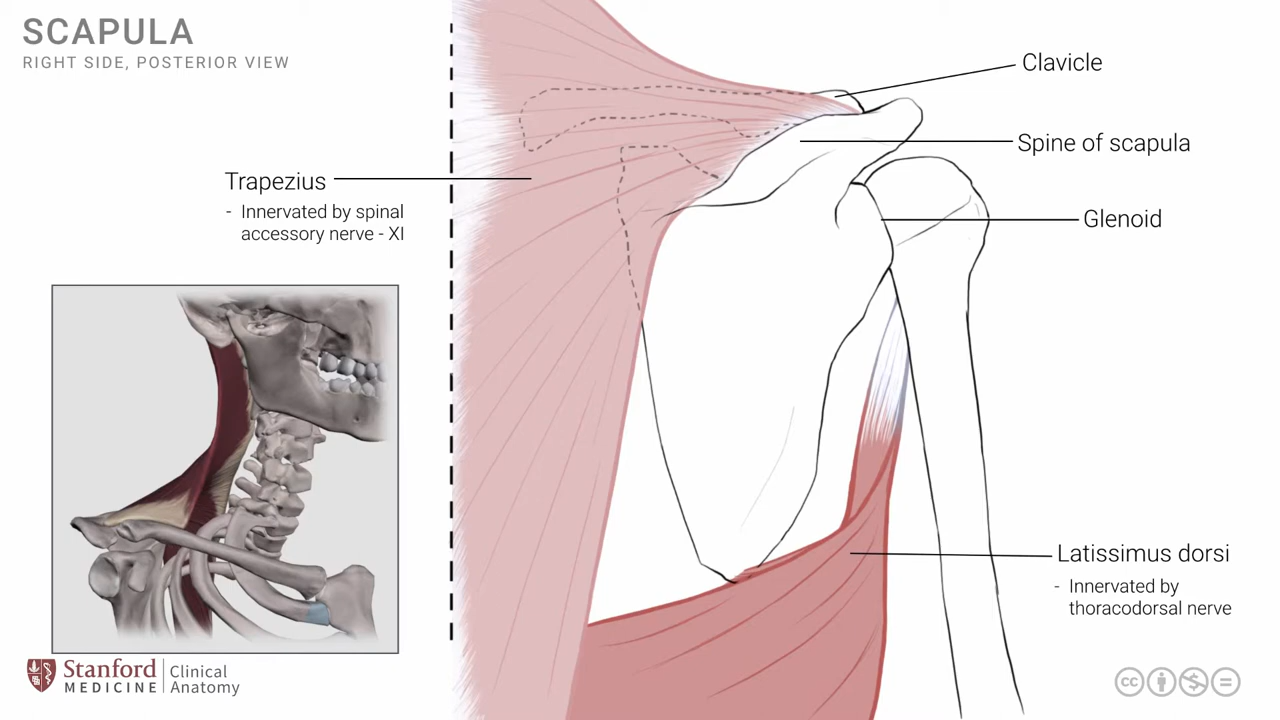 SCAPULA
RIGHT SIDE, POSTERIOR VIEW
Clavicle
Spine of scapula
Trapezius
- Innervated by spinal
accessory nerve - XI
Glenoid
Latissimus dorsi
- Innervated by
thoracodorsal nerve
Stanford
MEDICINE
Clinical
Anatomy
cc